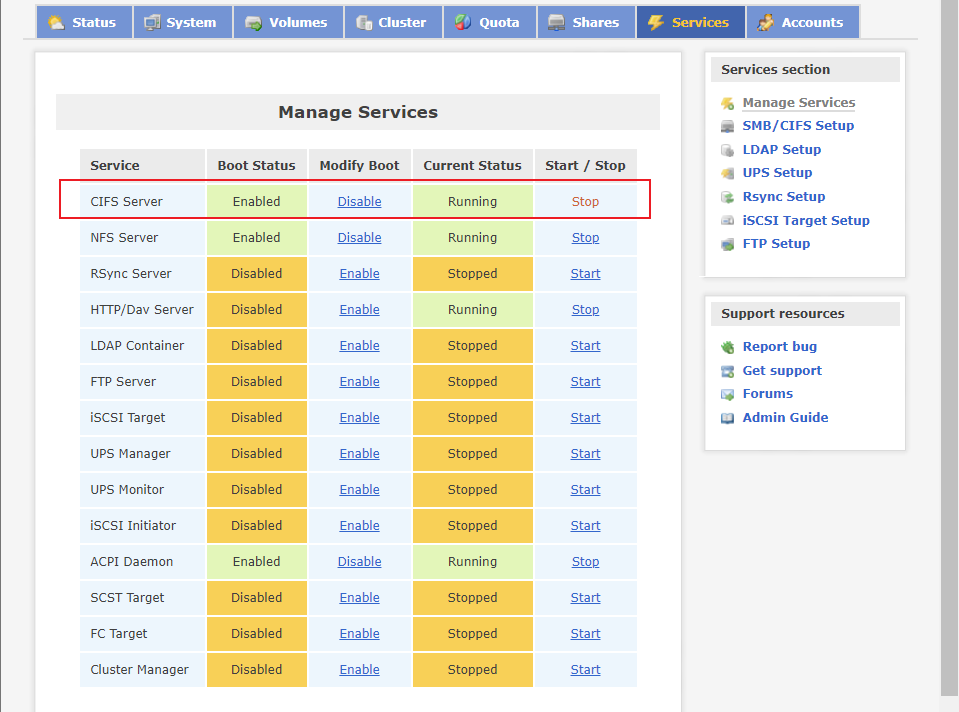 Status System Volumes Cluster Quota Shares Services Accounts
Manage Services
Service Boot Status Modify Boot Current Status Start / Stop
CIFS Server Enabled Disable Running Stop
NFS Server Enabled Disable Running Stop
RSync Server Disabled Enable Stopped Start
HTTP/Dav Server Disabled Enable Running Stop
LDAP Container Disabled Enable Stopped Start
FTP Server Disabled Enable Stopped Start
iSCSI Target Disabled Enable Stopped Start
UPS Manager Disabled Enable Stopped Start
UPS Monitor Disabled Enable Stopped Start
iSCSI Initiator Disabled Enable Stopped Start
ACPI Daemon Enabled Disable Running Stop
SCST Target Disabled Enable Stopped Start
FC Target Disabled Enable Stopped Start
Cluster Manager Disabled Enable Stopped Start
Services section
Manage Services
SMB/CIFS Setup
LDAP Setup
UPS Setup
Rsync Setup
iSCSI Target Setup
FTP Setup
Support resources
Report bug
Get support
Forums
Admin Guide